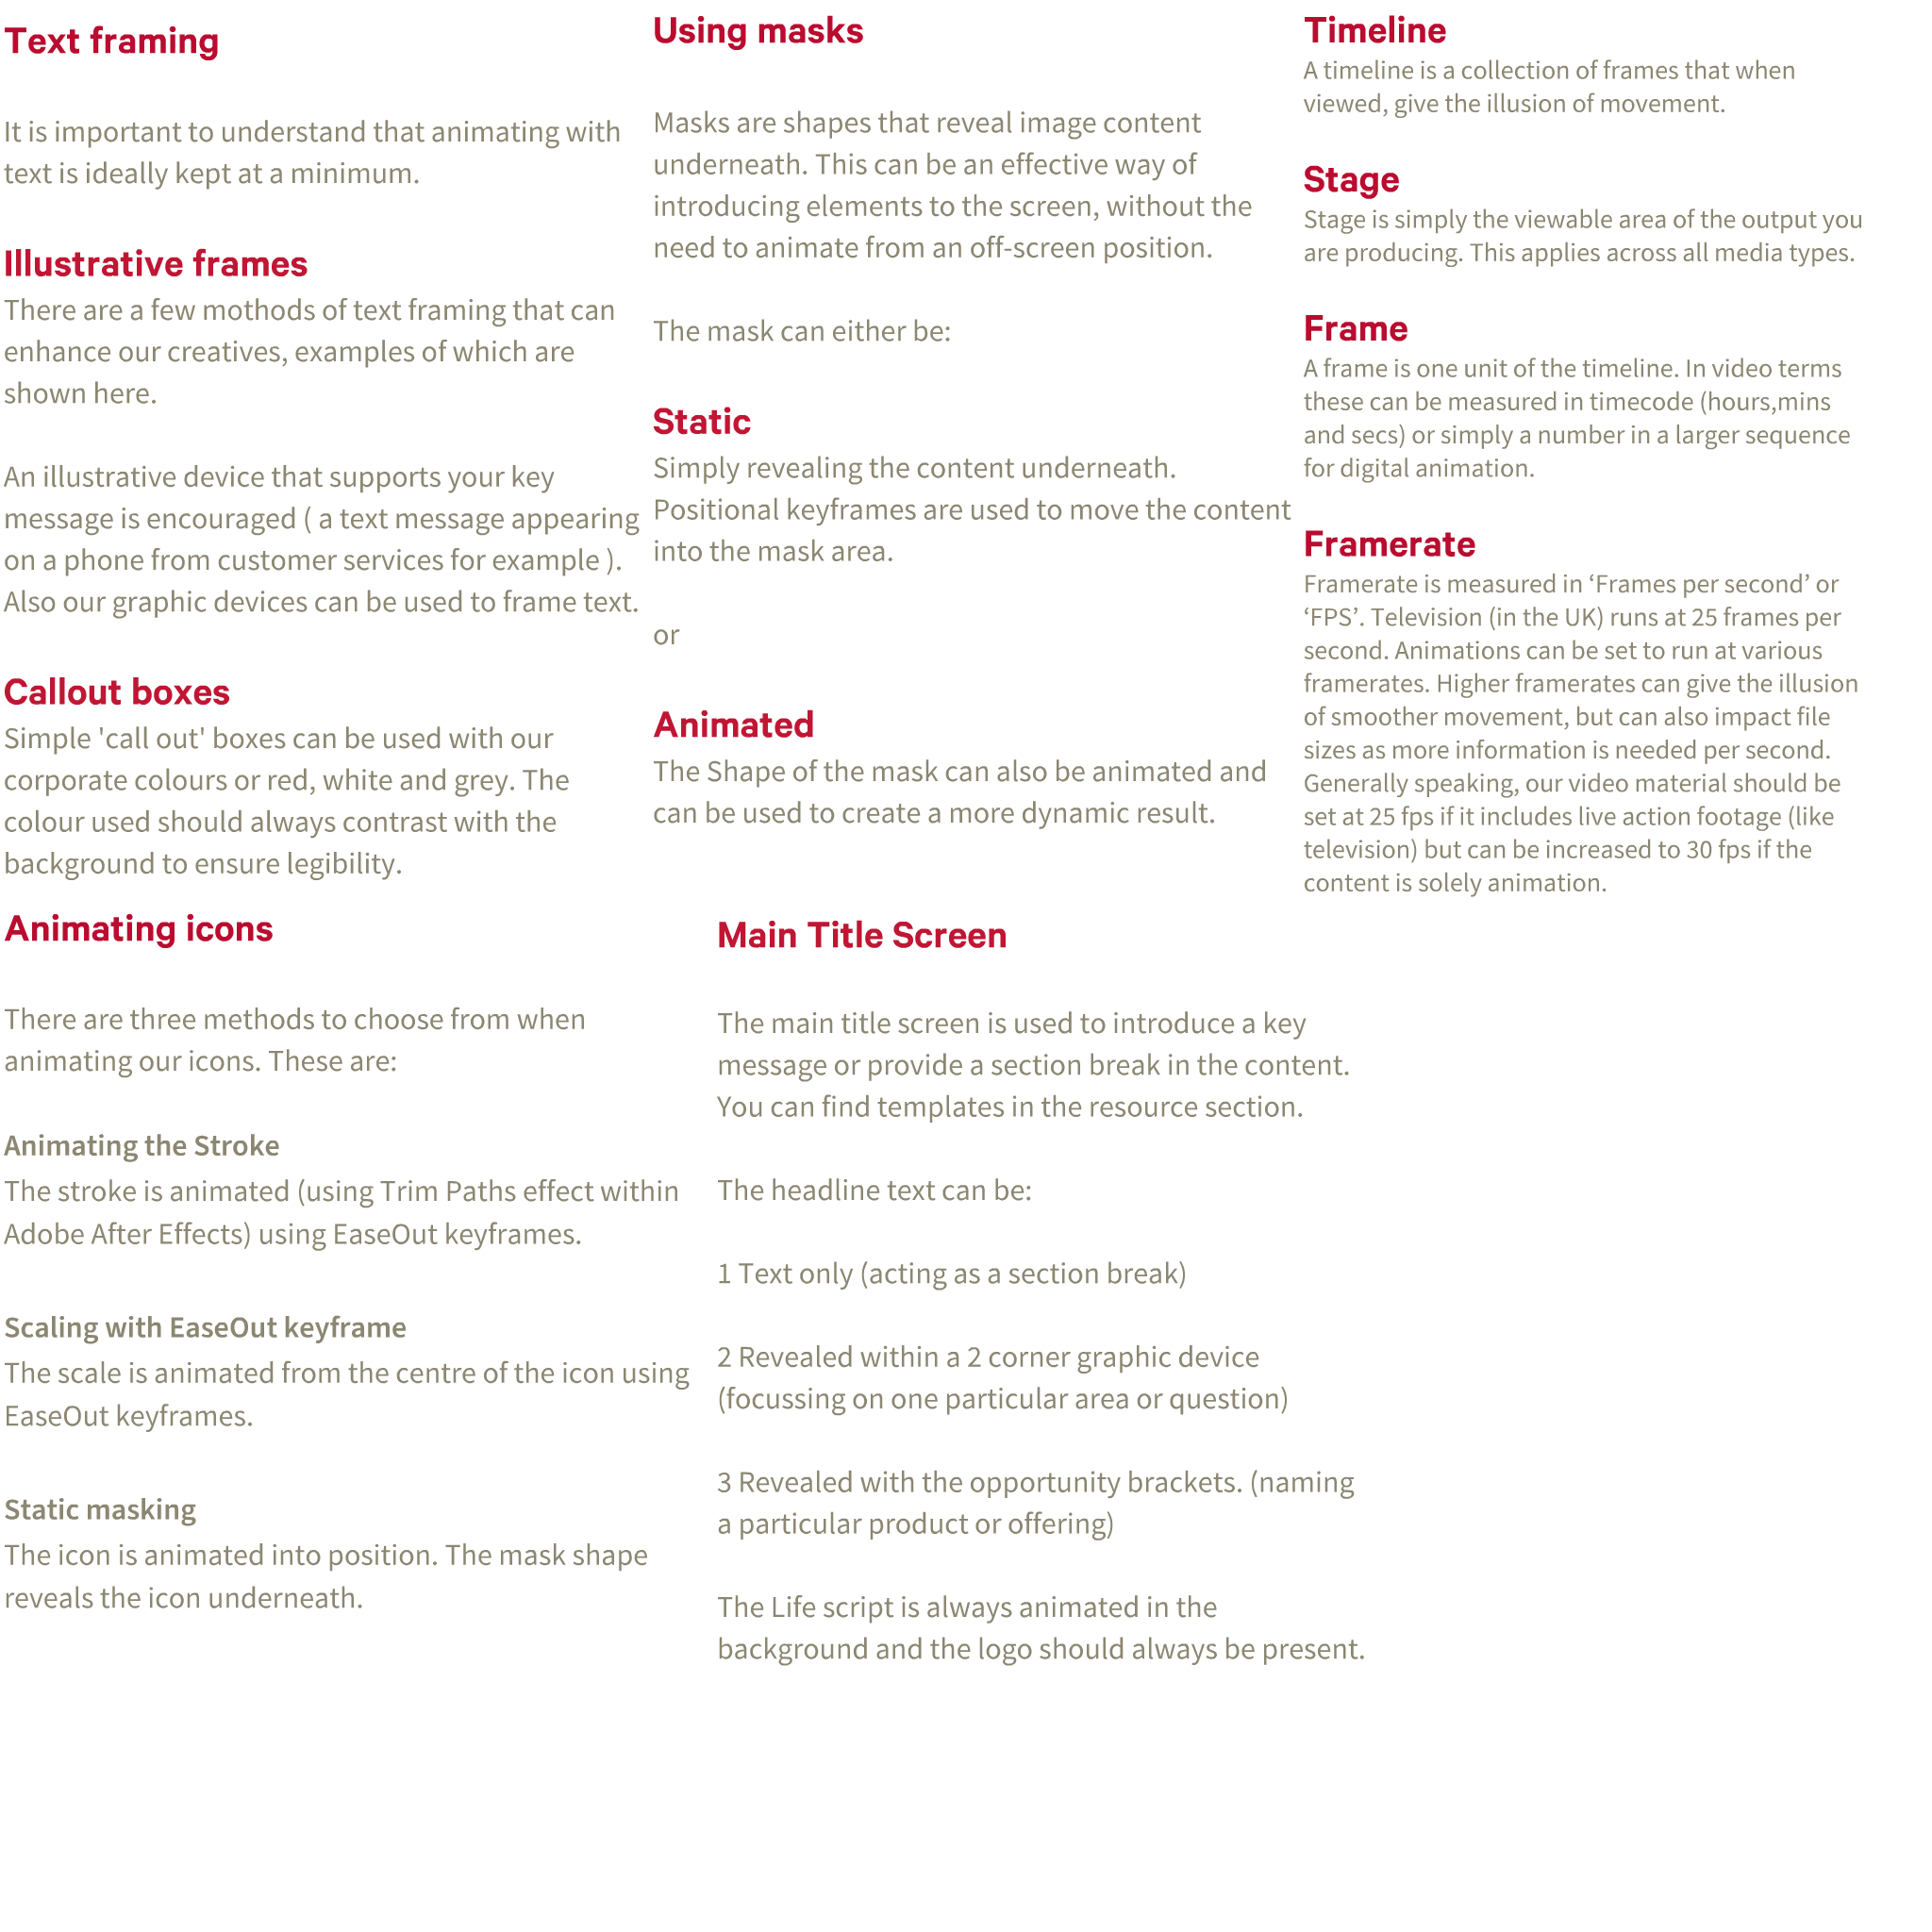 Text framing
It is important to understand that animating with
text is ideally kept at a minimum.
Illustrative frames
There are a few mothods of text framing that can
enhance our creatives, examples of which are
shown here.
An illustrative device that supports your key
message is encouraged ( a text message appearing
on a phone from customer services for example ).
Also our graphic devices can be used to frame text.
Callout boxes
Simple 'call out' boxes can be used with our
corporate colours or red, white and grey. The
colour used should always contrast with the
background to ensure legibility.
Using masks
Masks are shapes that reveal image content
underneath. This can be an effective way of
introducing elements to the screen, without the
need to animate from an off-screen position.
The mask can either be:
Static
Simply revealing the content underneath.
Positional keyframes are used to move the content
into the mask area.
or
Animated
The Shape of the mask can also be animated and
can be used to create a more dynamic result.
Timeline
A timeline is a collection of frames that when
viewed, give the illusion of movement.
Stage
Stage is simply the viewable area of the output you
are producing. This applies across all media types.
Frame
A frame is one unit of the timeline. In video terms
these can be measured in timecode (hours,mins
and secs) or simply a number in a larger sequence
for digital animation.
Framerate
Framerate is measured in ‘Frames per second’ or
‘FPS’. Television (in the UK) runs at 25 frames per
second. Animations can be set to run at various
framerates. Higher framerates can give the illusion
of smoother movement, but can also impact file
sizes as more information is needed per second.
Generally speaking, our video material should be
set at 25 fps if it includes live action footage (like
television) but can be increased to 30 fps if the
content is solely animation.
Animating icons
There are three methods to choose from when
animating our icons. These are:
Animating the Stroke
The stroke is animated (using Trim Paths effect within
Adobe After Effects) using EaseOut keyframes.
Scaling with EaseOut keyframe
The scale is animated from the centre of the icon using
EaseOut keyframes.
Static masking
The icon is animated into position. The mask shape
reveals the icon underneath.
Main Title Screen
The main title screen is used to introduce a key
message or provide a section break in the content.
You can find templates in the resource section.
The headline text can be:
1 Text only (acting as a section break)
2 Revealed within a 2 corner graphic device
(focussing on one particular area or question)
3 Revealed with the opportunity brackets. (naming
a particular product or offering)
The Life script is always animated in the
background and the logo should always be present.